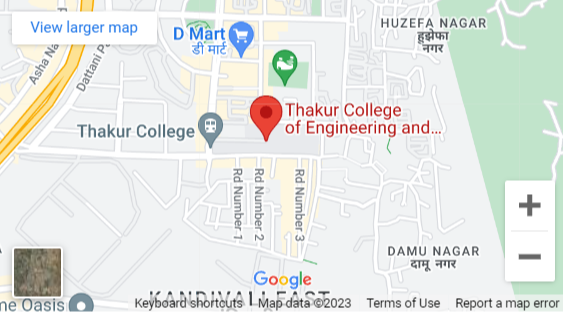 View larger map
D Mart
डी मार्ट
HUZEFA NAGAR
हुझेफा
नगर
Asha Na
Dattani P
Thakur College
of Engineering and...
Thakur College
Rd Number 1
Rd Number 2
Rd Number 3
+
−
DAMU NAGAR
दामू नगर
Google
KANDIVALI EAST
me Oasis
Keyboard shortcuts
Map data ©2023
Terms of Use
Report a map error